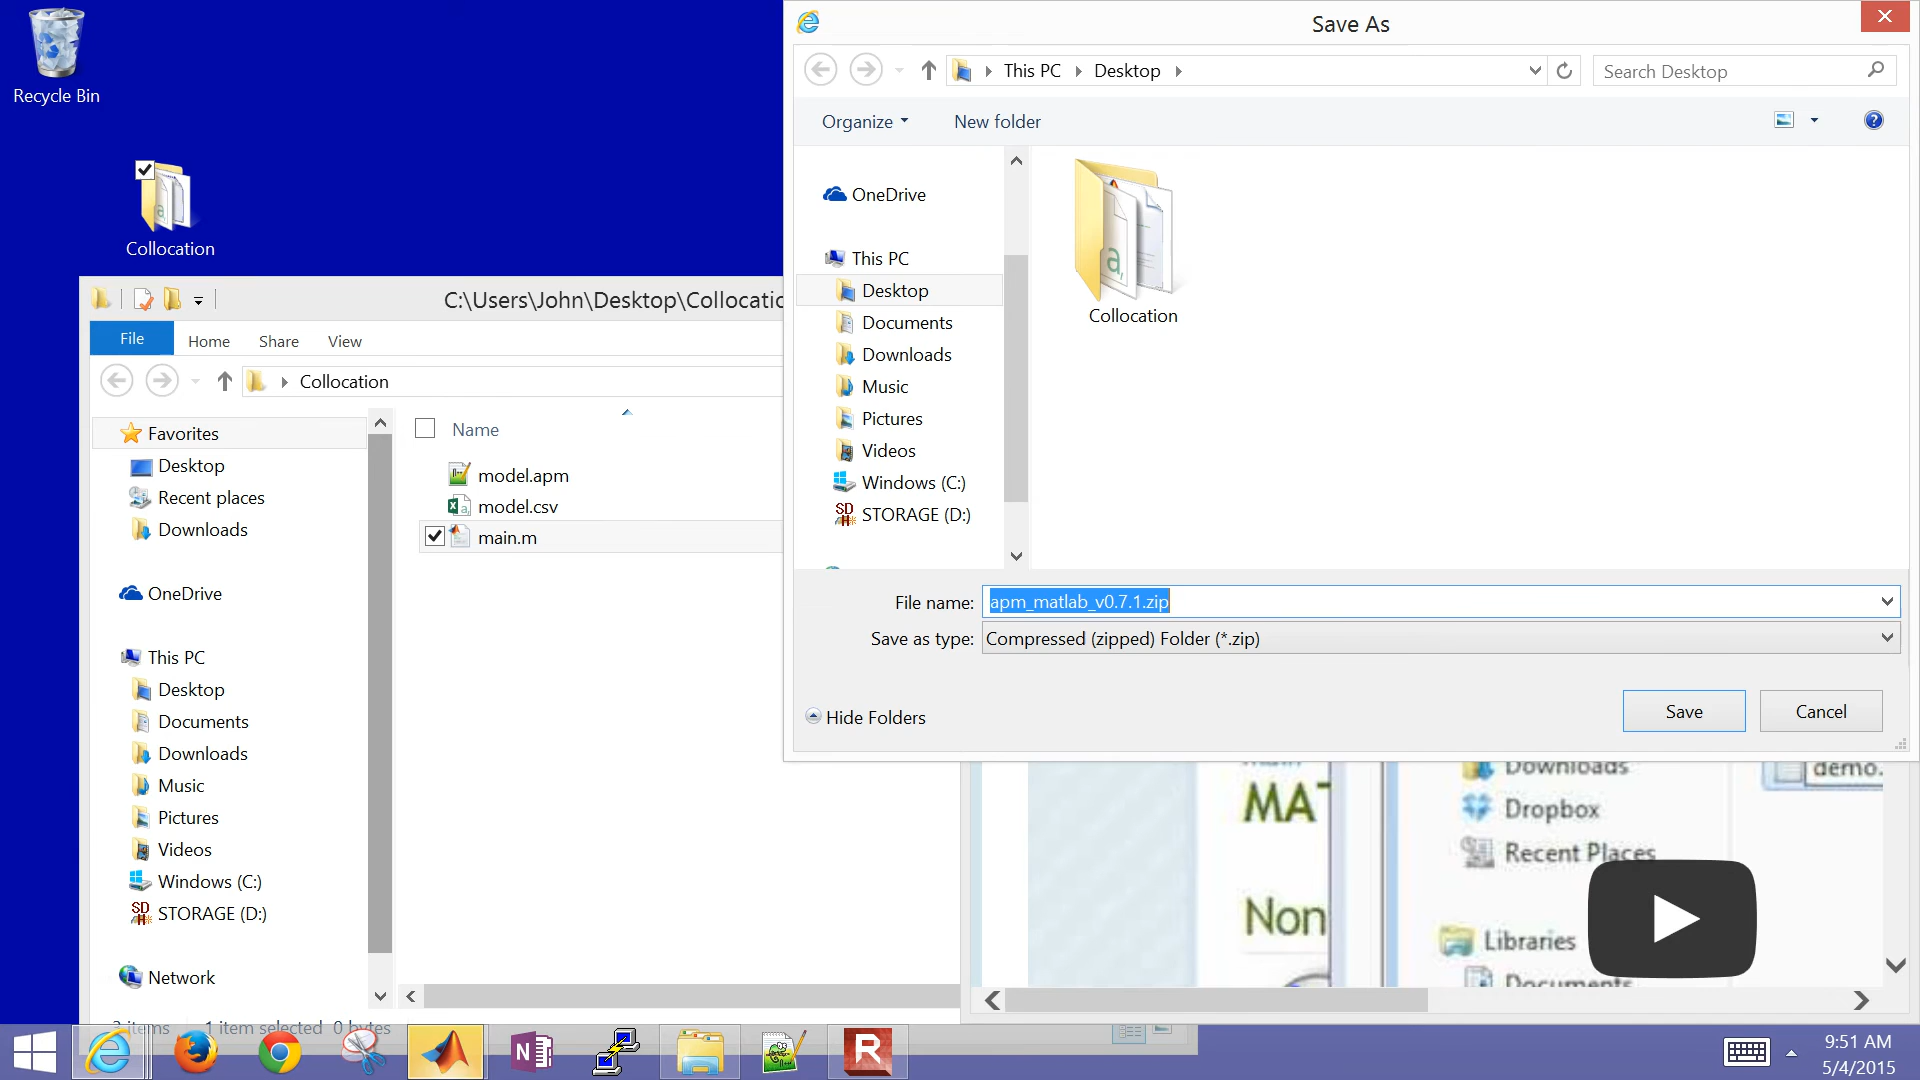 Recycle Bin
Collocation
C:\Users\John\Desktop\Collocatio
File
Home
Share
View
Collocation
Favorites
Desktop
Recent places
Downloads
OneDrive
This PC
Desktop
Documents
Downloads
Music
Pictures
Videos
Windows (C:)
STORAGE (D:)
Network
Name
model.apm
model.csv
main.m
1 item selected 0 bytes
Save As
This PC
Desktop
Search Desktop
Organize
New folder
OneDrive
This PC
Desktop
Documents
Downloads
Music
Pictures
Videos
Windows (C:)
STORAGE (D:)
Collocation
File name: apm_matlab_v0.7.1.zip
Save as type: Compressed (zipped) Folder (*.zip)
Hide Folders
Save
Cancel
Downloads
demo.
Dropbox
Recent Places
Libraries
Documents
Non
9:51 AM
5/4/2015